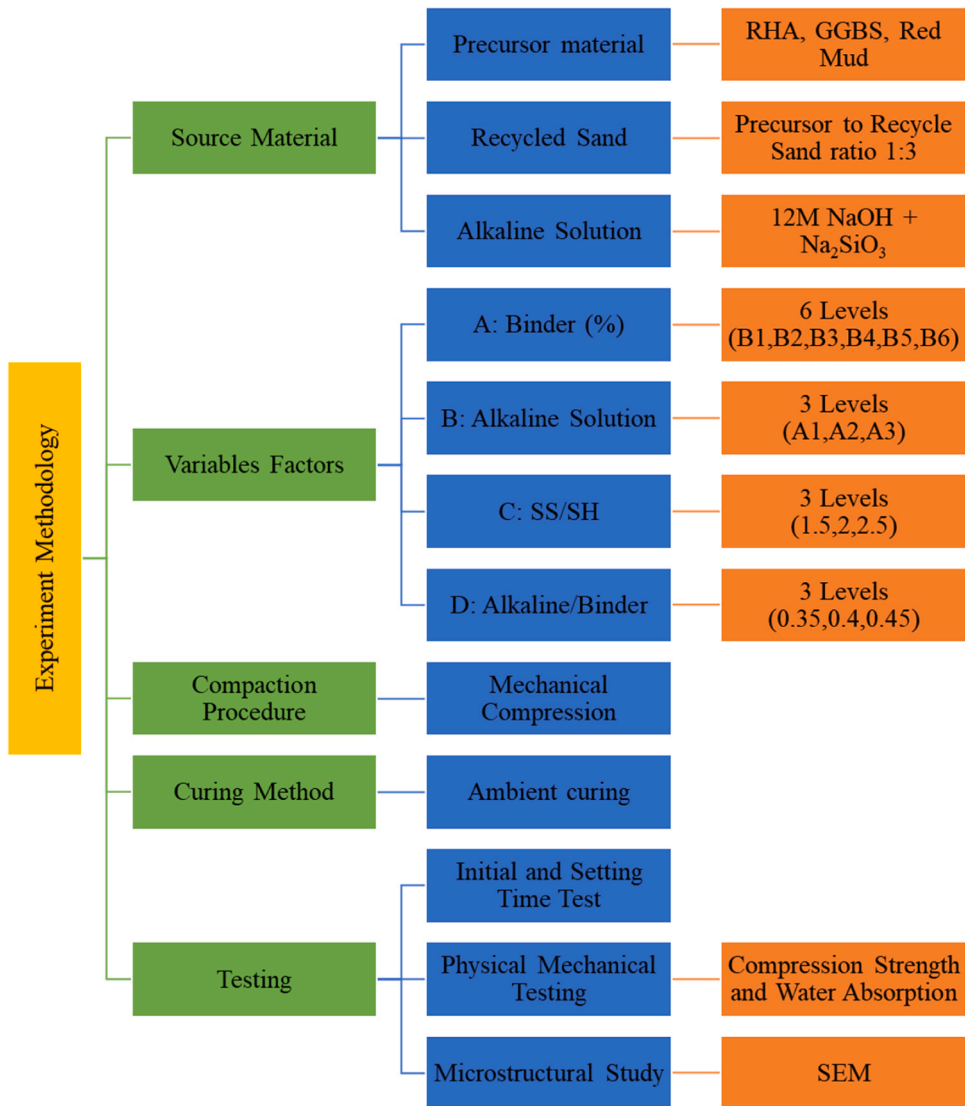 Experiment Methodology
Source Material
Precursor material
RHA, GGBS, Red
Mud
Recycled Sand
Precursor to Recycle
Sand ratio 1:3
Alkaline Solution
12M NaOH +
Na₂SiO₃
Variables Factors
A: Binder (%)
6 Levels
(B1,B2,B3,B4,B5,B6)
B: Alkaline Solution
3 Levels
(A1,A2,A3)
C: SS/SH
3 Levels
(1.5,2,2.5)
D: Alkaline/Binder
3 Levels
(0.35,0.4,0.45)
Compaction
Procedure
Mechanical
Compression
Curing Method
Ambient curing
Testing
Initial and Setting
Time Test
Physical Mechanical
Testing
Compression Strength
and Water Absorption
Microstructural Study
SEM